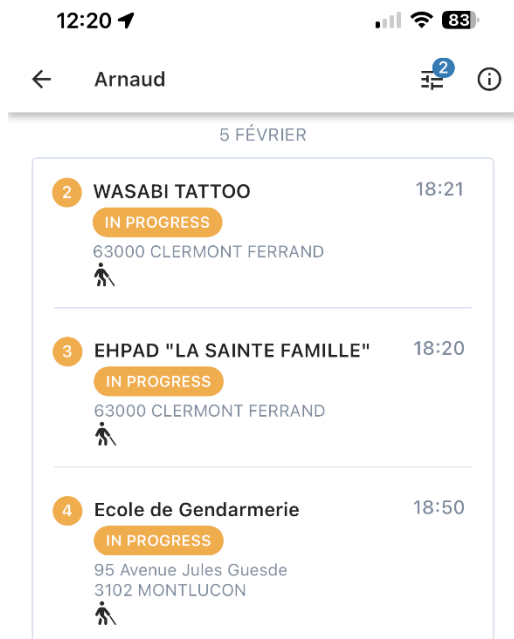 12:20
83
Arnaud
2
5 FÉVRIER
2 WASABI TATTOO 18:21
IN PROGRESS
63000 CLERMONT FERRAND
3 EHPAD "LA SAINTE FAMILLE" 18:20
IN PROGRESS
63000 CLERMONT FERRAND
4 Ecole de Gendarmerie 18:50
IN PROGRESS
95 Avenue Jules Guesde
3102 MONTLUCON